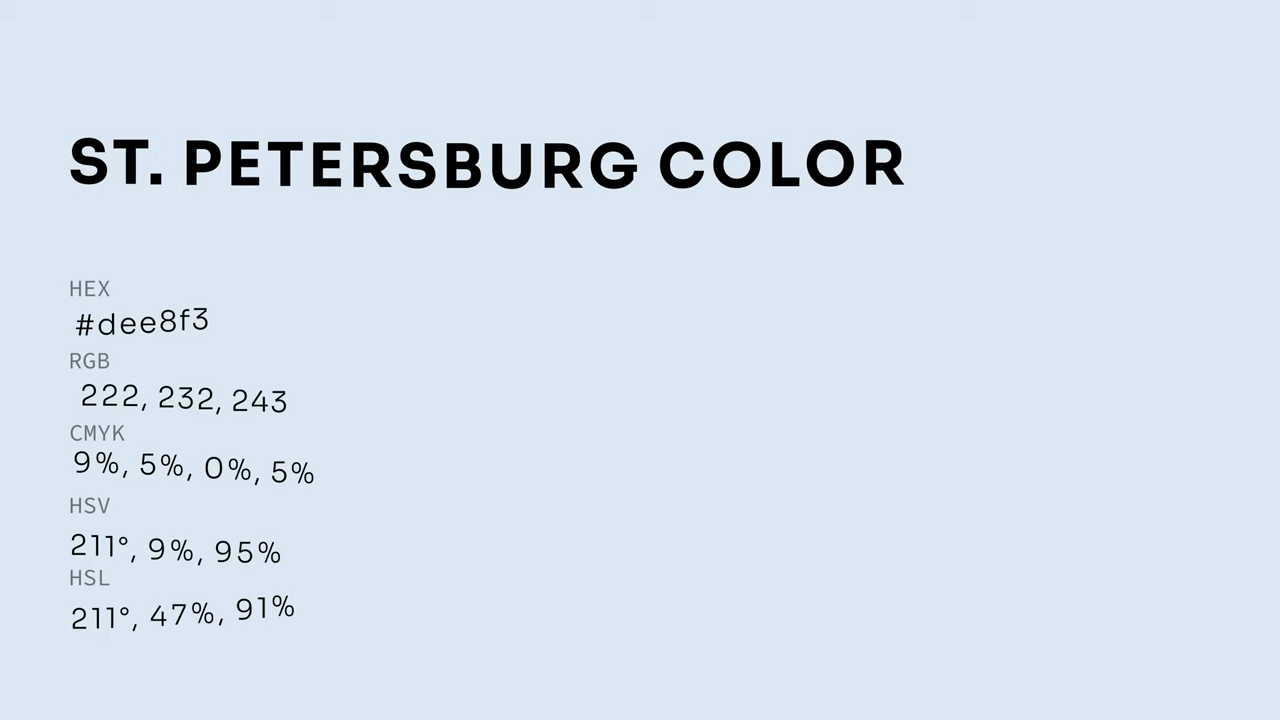 ST. PETERSBURG COLOR
HEX
#dee8f3
RGB
222, 232, 243
CMYK
9%, 5%, 0%, 5%
HSV
211°, 9%, 95%
HSL
211°, 47%, 91%